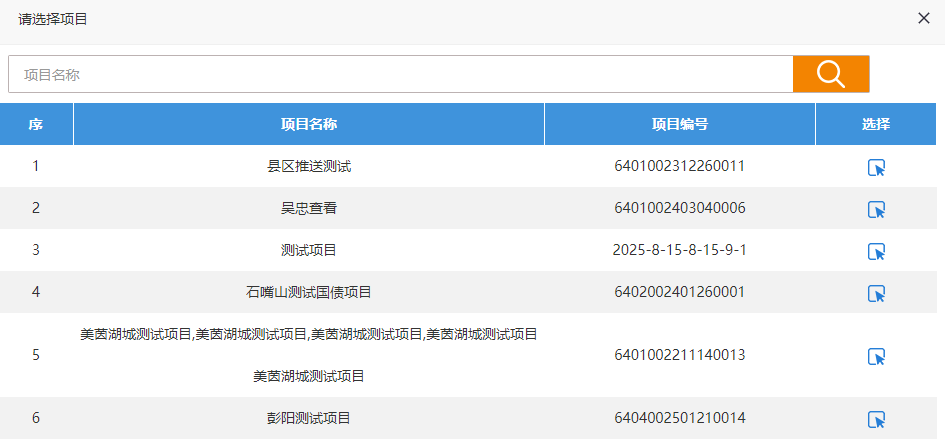 请选择项目
项目名称
序 项目名称 项目编号 选择
1 县区推送测试 6401002312260011
2 吴忠查看 6401002403040006
3 测试项目 2025-8-15-8-15-9-1
4 石嘴山测试国债项目 6402002401260001
美茵湖城测试项目,美茵湖城测试项目,美茵湖城测试项目,美茵湖城测试项目
5 6401002211140013
美茵湖城测试项目
6 彭阳测试项目 6404002501210014